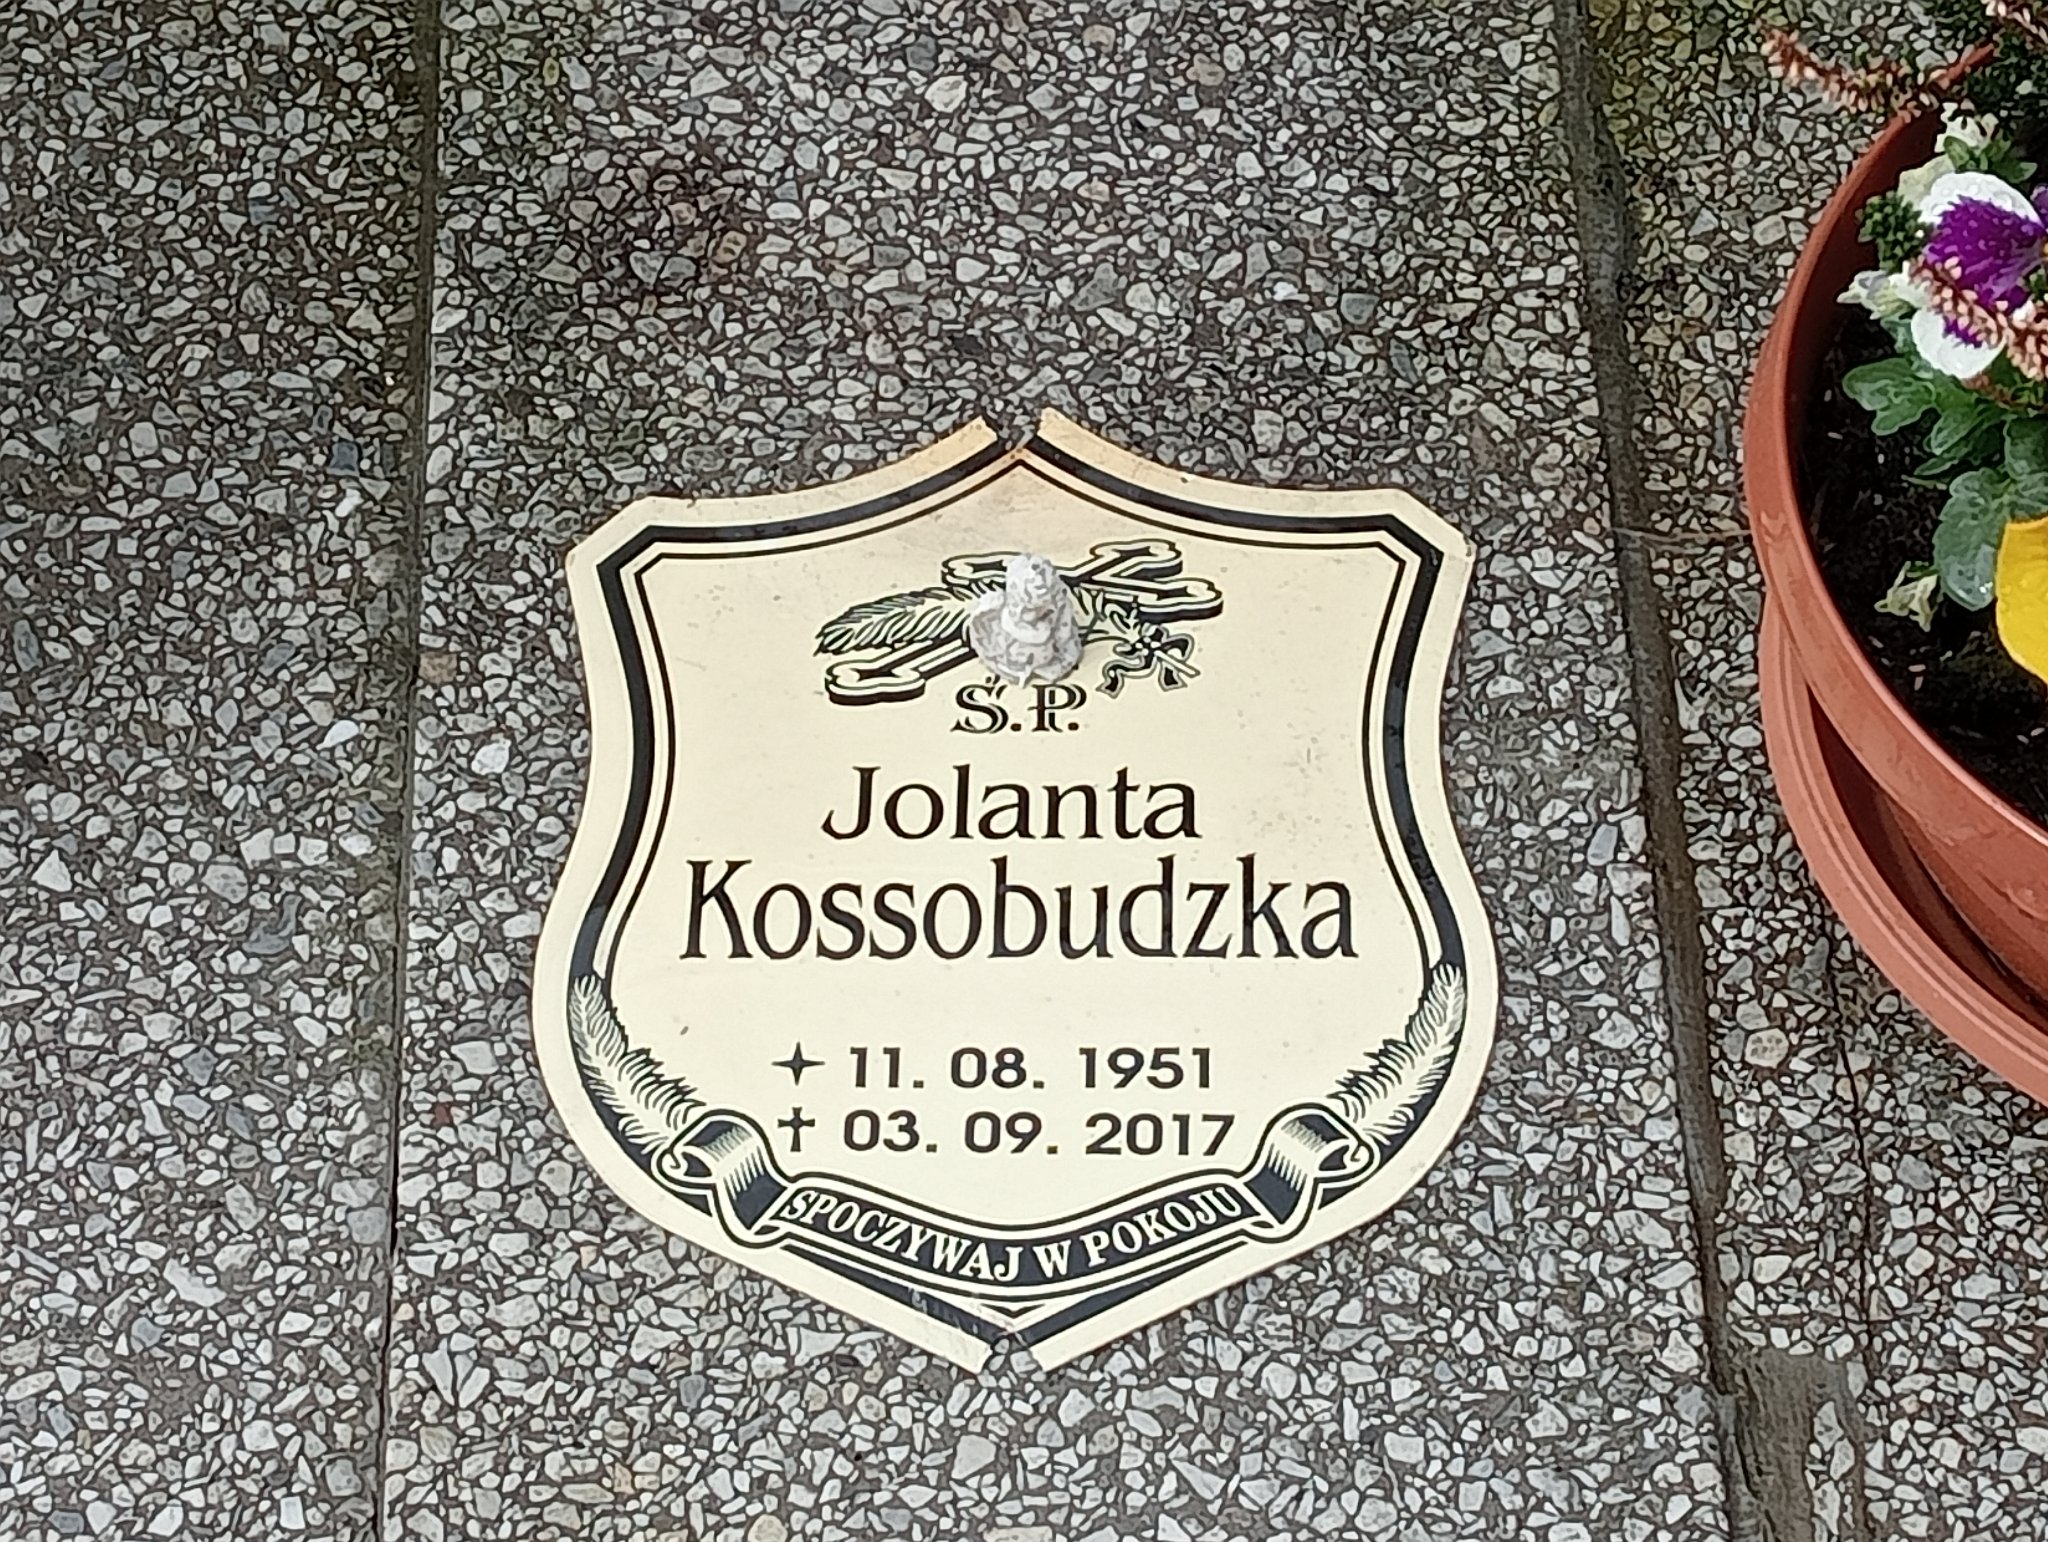 Ś.P.
Jolanta
Kossobudzka
11. 08. 1951
† 03. 09. 2017
SPOCZYWAJ W POKOJU